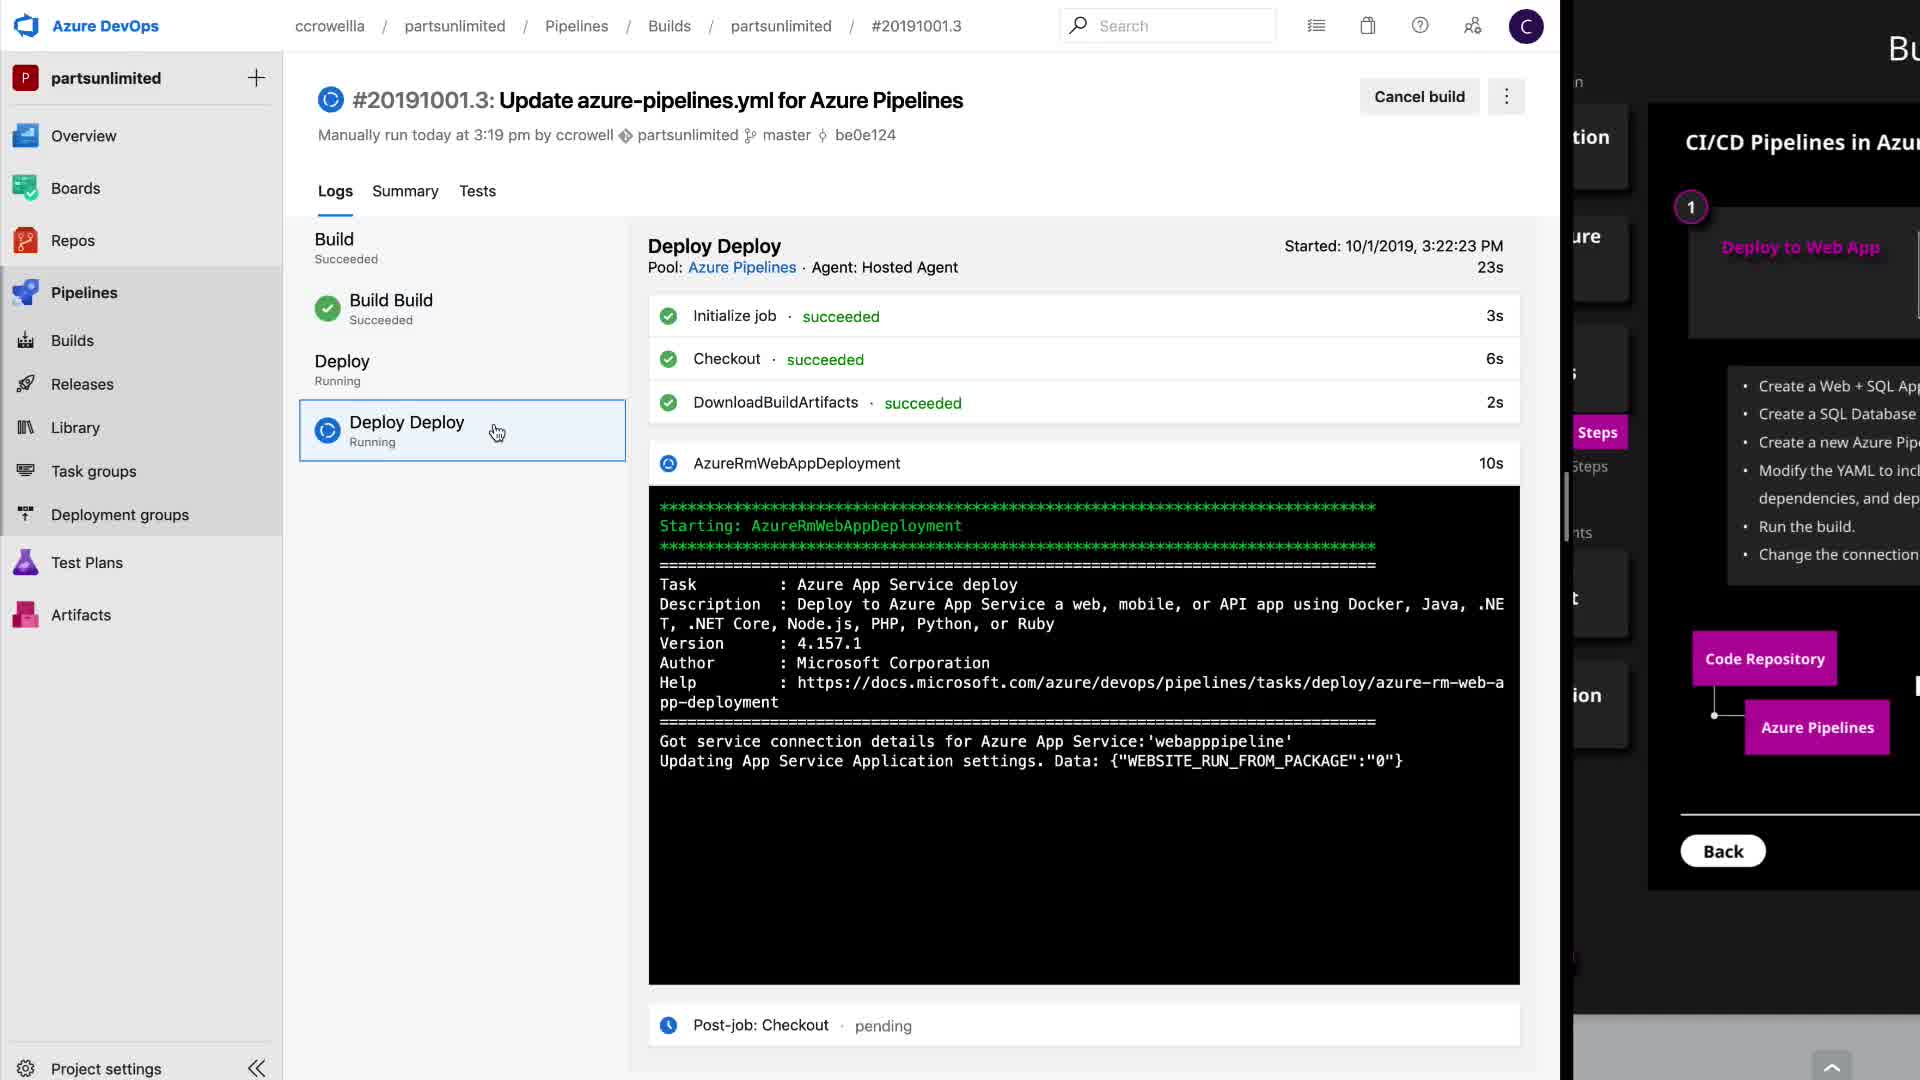 Azure DevOps
ccrowellla / partsunlimited / Pipelines / Builds / partsunlimited / #20191001.3
Search
C
P partsunlimited
Overview
Boards
Repos
Pipelines
Builds
Releases
Library
Task groups
Deployment groups
Test Plans
Artifacts
Project settings
#20191001.3: Update azure-pipelines.yml for Azure Pipelines
Manually run today at 3:19 pm by ccrowell partsunlimited master be0e124
Cancel build
Logs Summary Tests
Build
Succeeded
Build Build
Succeeded
Deploy
Running
Deploy Deploy
Running
Deploy Deploy
Pool: Azure Pipelines · Agent: Hosted Agent
Started: 10/1/2019, 3:22:23 PM
23s
Initialize job · succeeded 3s
Checkout · succeeded 6s
DownloadBuildArtifacts · succeeded 2s
AzureRmWebAppDeployment 10s
******************************************************************************
Starting: AzureRmWebAppDeployment
******************************************************************************
==============================================================================
Task : Azure App Service deploy
Description : Deploy to Azure App Service a web, mobile, or API app using Docker, Java, .NE
T, .NET Core, Node.js, PHP, Python, or Ruby
Version : 4.157.1
Author : Microsoft Corporation
Help : https://docs.microsoft.com/azure/devops/pipelines/tasks/deploy/azure-rm-web-a
pp-deployment
==============================================================================
Got service connection details for Azure App Service:'webapppipeline'
Updating App Service Application settings. Data: {"WEBSITE_RUN_FROM_PACKAGE":"0"}
Post-job: Checkout · pending
Bu
n
tion
ure
s
Steps
Steps
nts
t
ion
CI/CD Pipelines in Azur
1
Deploy to Web App
• Create a Web + SQL App
• Create a SQL Database
• Create a new Azure Pipe
• Modify the YAML to incl
dependencies, and dep
• Run the build.
• Change the connection
Code Repository
Azure Pipelines
Back